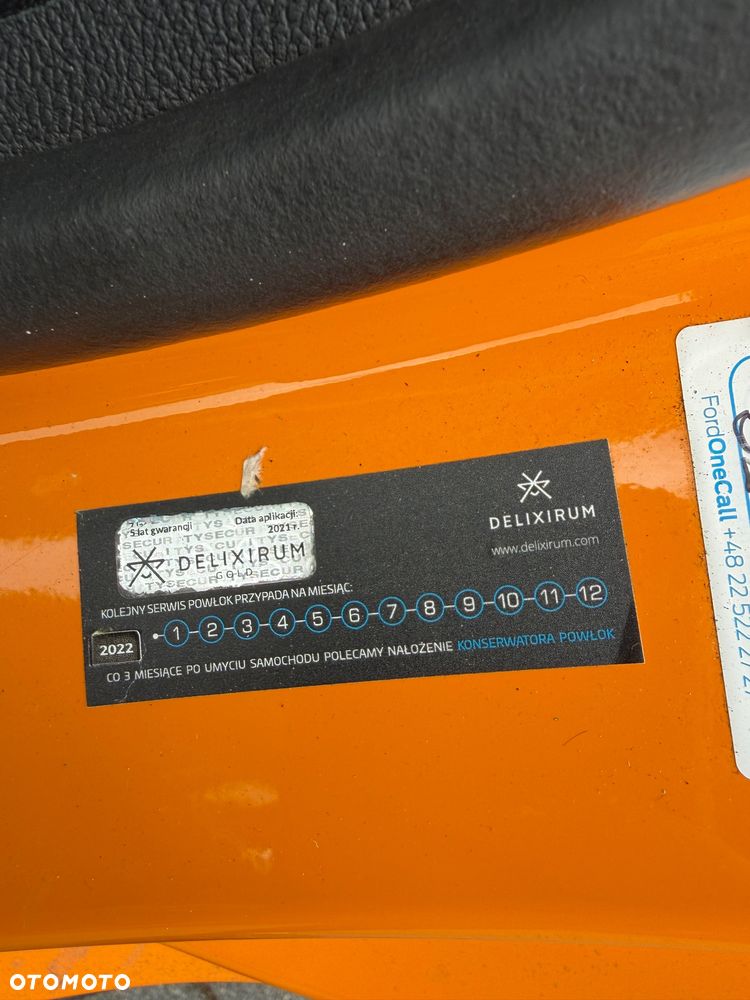 5 lat gwarancji
Data aplikacji:
2021 r.
DELIXIRUM
GOLD
DELIXIRUM
www.delixirum.com
KOLEJNY SERWIS POWŁOK PRZYPADA NA MIESIĄC:
2022
1 2 3 4 5 6 7 8 9 10 11 12
CO 3 MIESIĄCE PO UMYCIU SAMOCHODU POLECAMY NAŁOŻENIE KONSERWATORA POWŁOK
FordOneCall +48 22 522 27 27
OTOMOTO